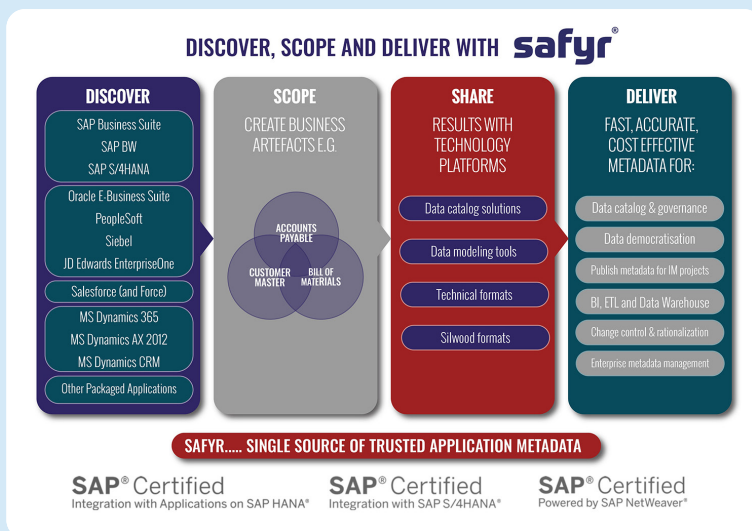 DISCOVER, SCOPE AND DELIVER WITH safyr®
DISCOVER
SAP Business Suite
SAP BW
SAP S/4HANA
Oracle E-Business Suite
PeopleSoft
Siebel
JD Edwards EnterpriseOne
Salesforce (and Force)
MS Dynamics 365
MS Dynamics AX 2012
MS Dynamics CRM
Other Packaged Applications
SCOPE
CREATE BUSINESS
ARTEFACTS E.G.
ACCOUNTS
PAYABLE
CUSTOMER
MASTER
BILL OF
MATERIALS
SHARE
RESULTS WITH
TECHNOLOGY
PLATFORMS
Data catalog solutions
Data modeling tools
Technical formats
Silwood formats
DELIVER
FAST, ACCURATE,
COST EFFECTIVE
METADATA FOR:
Data catalog & governance
Data democratisation
Publish metadata for IM projects
BI, ETL and Data Warehouse
Change control & rationalization
Enterprise metadata management
SAFYR..... SINGLE SOURCE OF TRUSTED APPLICATION METADATA
SAP® Certified
Integration with Applications on SAP HANA®
SAP® Certified
Integration with SAP S/4HANA®
SAP® Certified
Powered by SAP NetWeaver®